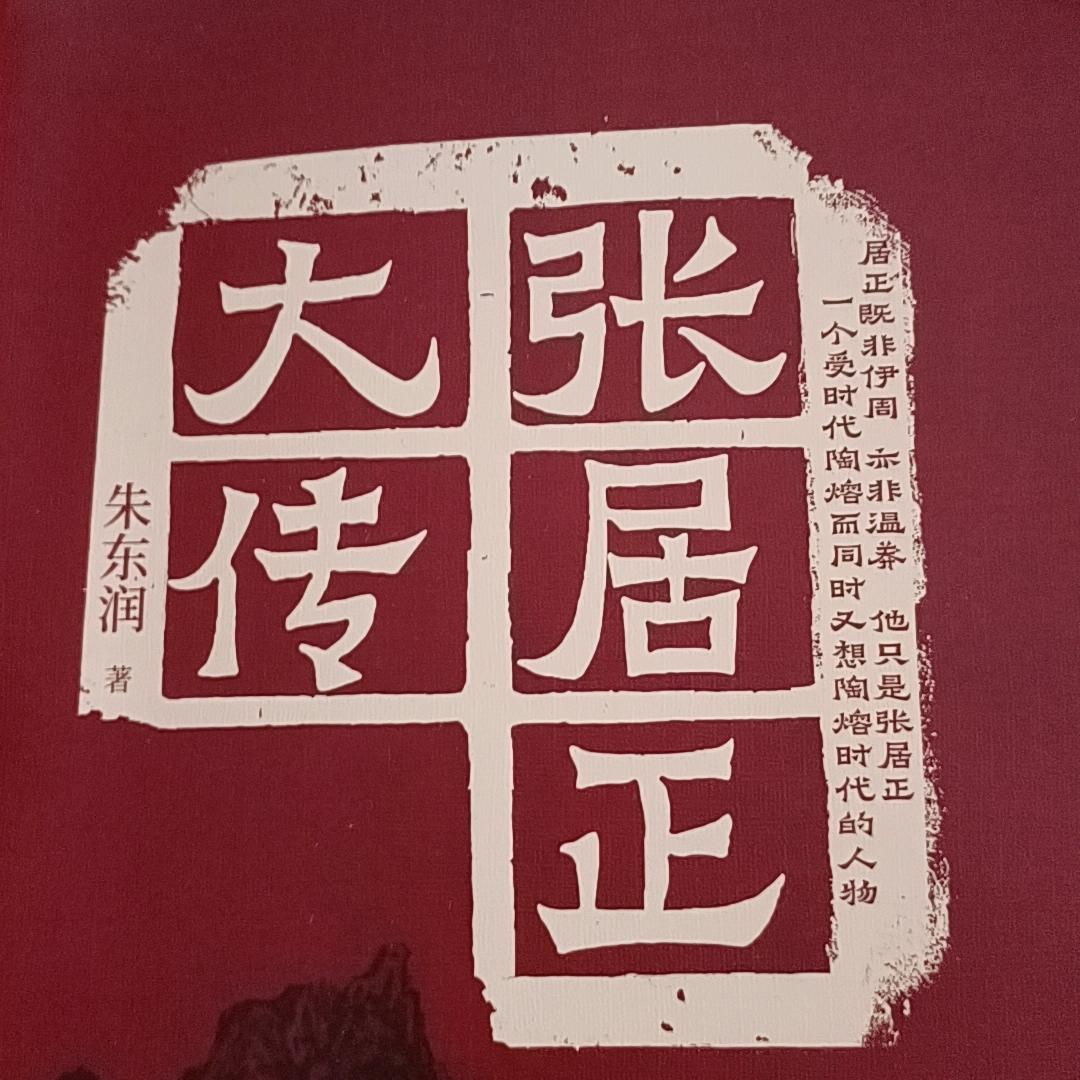 居正既非伊周 亦非温莽 他只是张居正
一个受时代陶熔而同时又想陶熔时代的人物
张居正
大传
朱东润 著